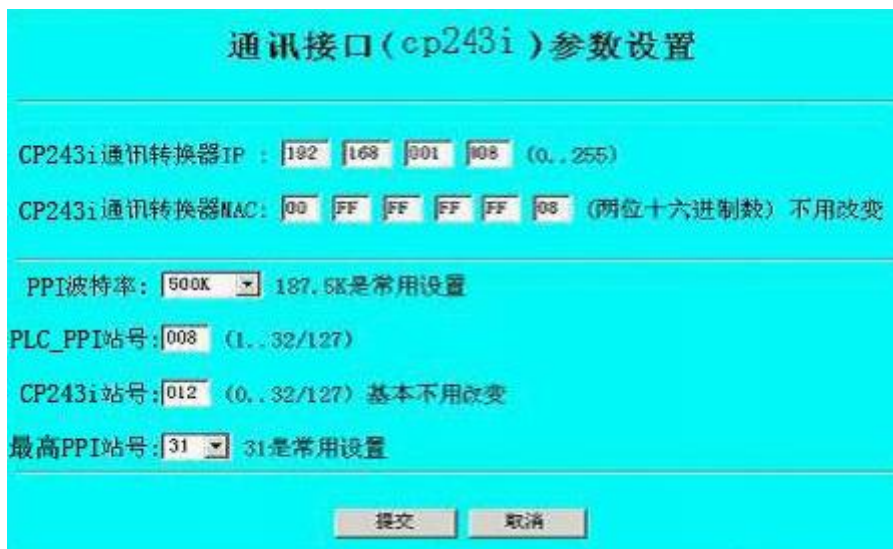 通讯接口(cp243i)参数设置
CP243i通讯转换器IP : 192 168 001 008 (0..255)
CP243i通讯转换器MAC: 00 FF FF FF FF 08 (两位十六进制数) 不用改变
PPI波特率: 500K 187.5K是常用设置
PLC_PPI站号:008 (1..32/127)
CP243i站号:012 (0..32/127) 基本不用改变
最高PPI站号:31 31是常用设置
提交 取消